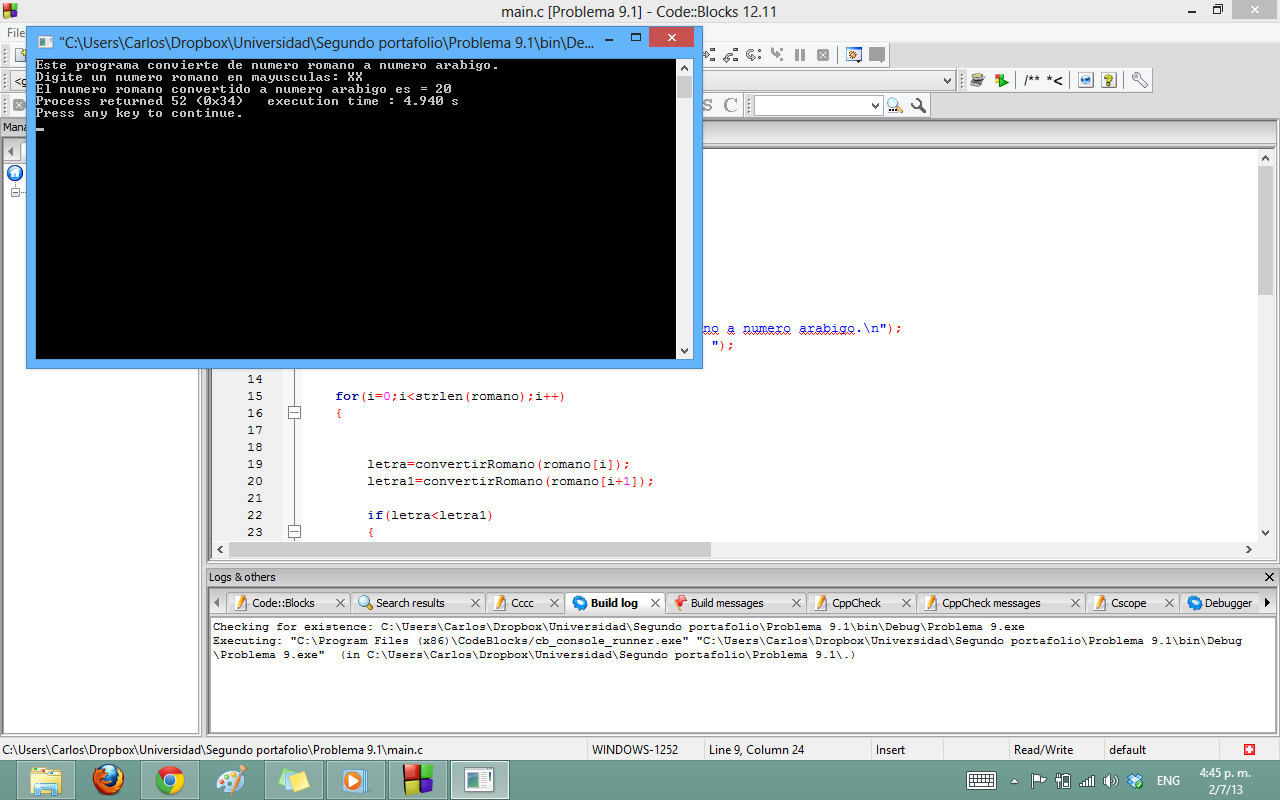 main.c [Problema 9.1] - Code::Blocks 12.11
File
"C:\Users\Carlos\Dropbox\Universidad\Segundo portafolio\Problema 9.1\bin\De...
Este programa convierte de numero romano a numero arabigo.
Digite un numero romano en mayusculas: XX
El numero romano convertido a numero arabigo es = 20
Process returned 52 (0x34)   execution time : 4.940 s
Press any key to continue.
/** *<
S C
Mana
no a numero arabigo.\n");
");
14
15 for(i=0;i<strlen(romano);i++)
16 {
17
18
19 letra=convertirRomano(romano[i]);
20 letra1=convertirRomano(romano[i+1]);
21
22 if(letra<letra1)
23 {
Logs & others
Code::Blocks Search results Cccc Build log Build messages CppCheck CppCheck messages Cscope Debugger
Checking for existence: C:\Users\Carlos\Dropbox\Universidad\Segundo portafolio\Problema 9.1\bin\Debug\Problema 9.exe
Executing: "C:\Program Files (x86)\CodeBlocks/cb_console_runner.exe" "C:\Users\Carlos\Dropbox\Universidad\Segundo portafolio\Problema 9.1\bin\Debug
\Problema 9.exe"  (in C:\Users\Carlos\Dropbox\Universidad\Segundo portafolio\Problema 9.1\.)
C:\Users\Carlos\Dropbox\Universidad\Segundo portafolio\Problema 9.1\main.c WINDOWS-1252 Line 9, Column 24 Insert Read/Write default
ENG
4:45 p. m.
2/7/13